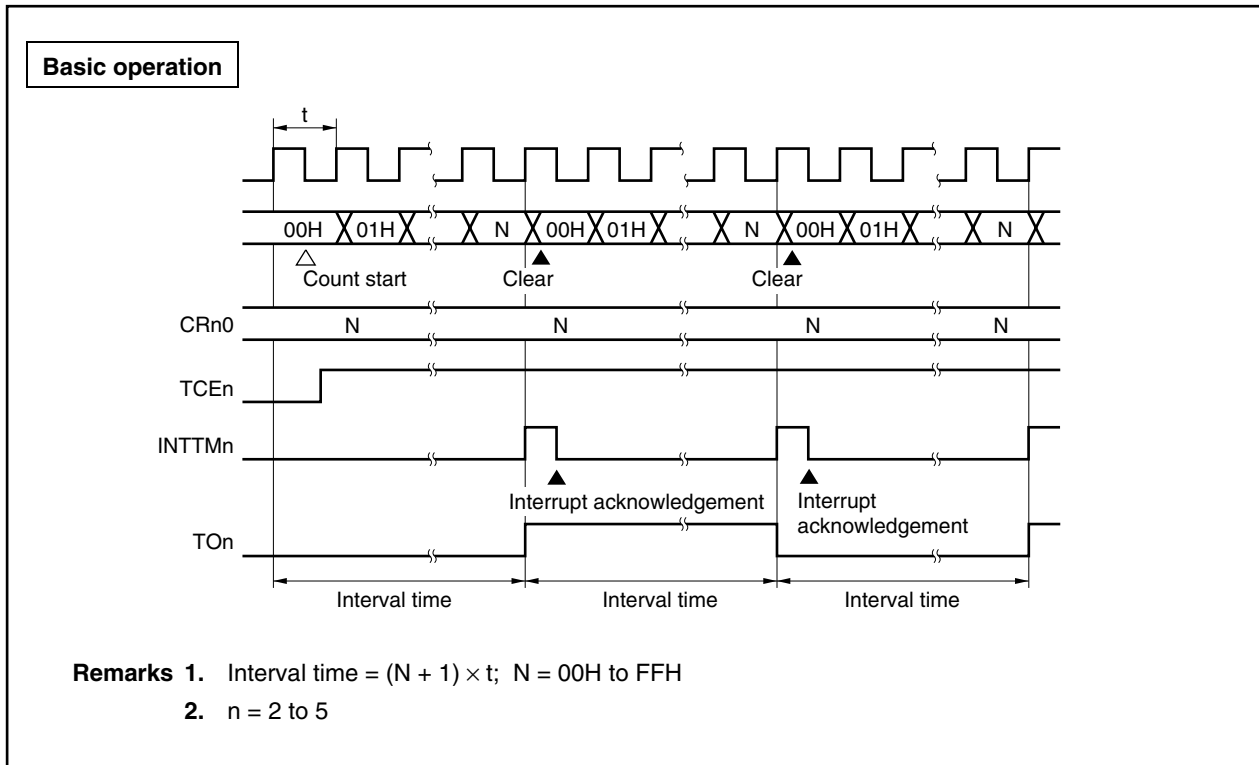 Basic operation
t
00H 01H N 00H 01H N 00H 01H N
Count start Clear Clear
CRn0 N N N N
TCEn
INTTMn
Interrupt acknowledgement Interrupt
acknowledgement
TOn
Interval time Interval time Interval time
Remarks 1. Interval time = (N + 1) × t; N = 00H to FFH
2. n = 2 to 5